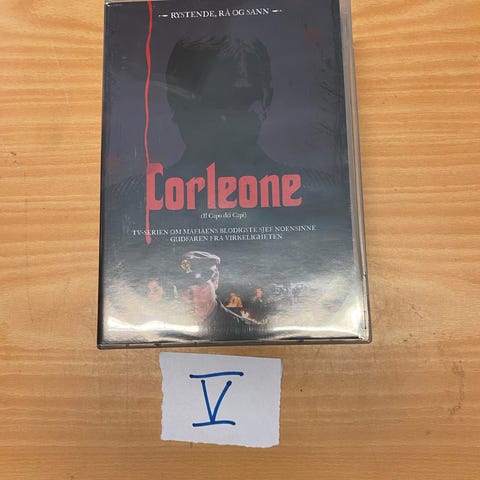 RYSTENDE, RÅ OG SANN
Corleone
(Il Capo dei Capi)
TV-SERIEN OM MAFIAENS BLODIGSTE SJEF NOENSINNE
GUDFAREN FRA VIRKELIGHETEN
V